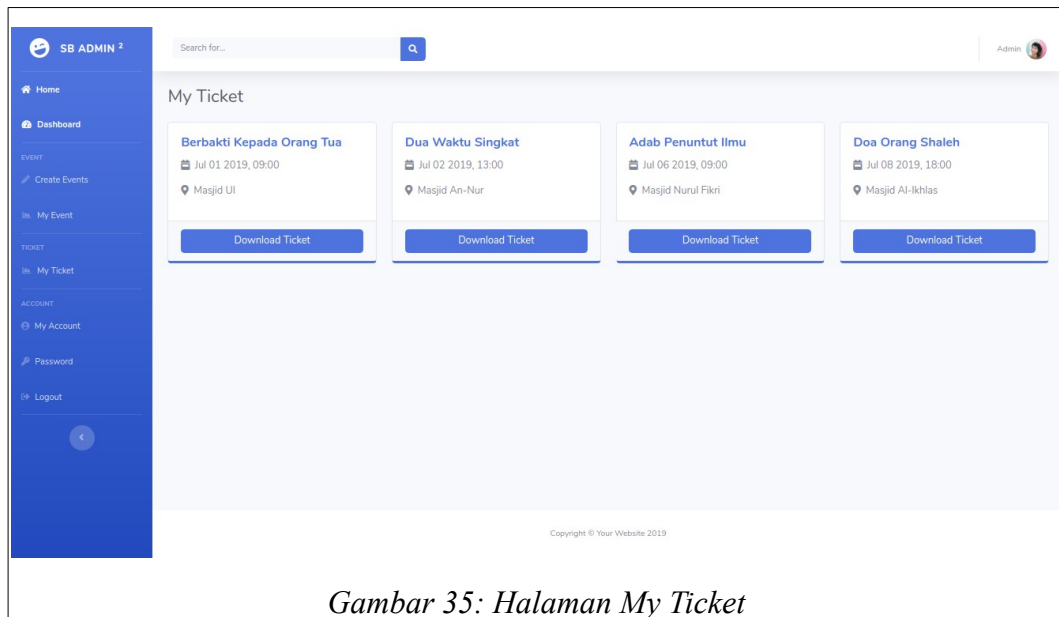 SB ADMIN 2
Search for...
Admin
Home
Dashboard
EVENT
Create Events
My Event
TICKET
My Ticket
ACCOUNT
My Account
Password
Logout
My Ticket
Berbakti Kepada Orang Tua
Jul 01 2019, 09:00
Masjid UI
Download Ticket
Dua Waktu Singkat
Jul 02 2019, 13:00
Masjid An-Nur
Download Ticket
Adab Penuntut Ilmu
Jul 06 2019, 09:00
Masjid Nurul Fikri
Download Ticket
Doa Orang Shaleh
Jul 08 2019, 18:00
Masjid Al-Ikhlas
Download Ticket
Copyright © Your Website 2019
Gambar 35: Halaman My Ticket